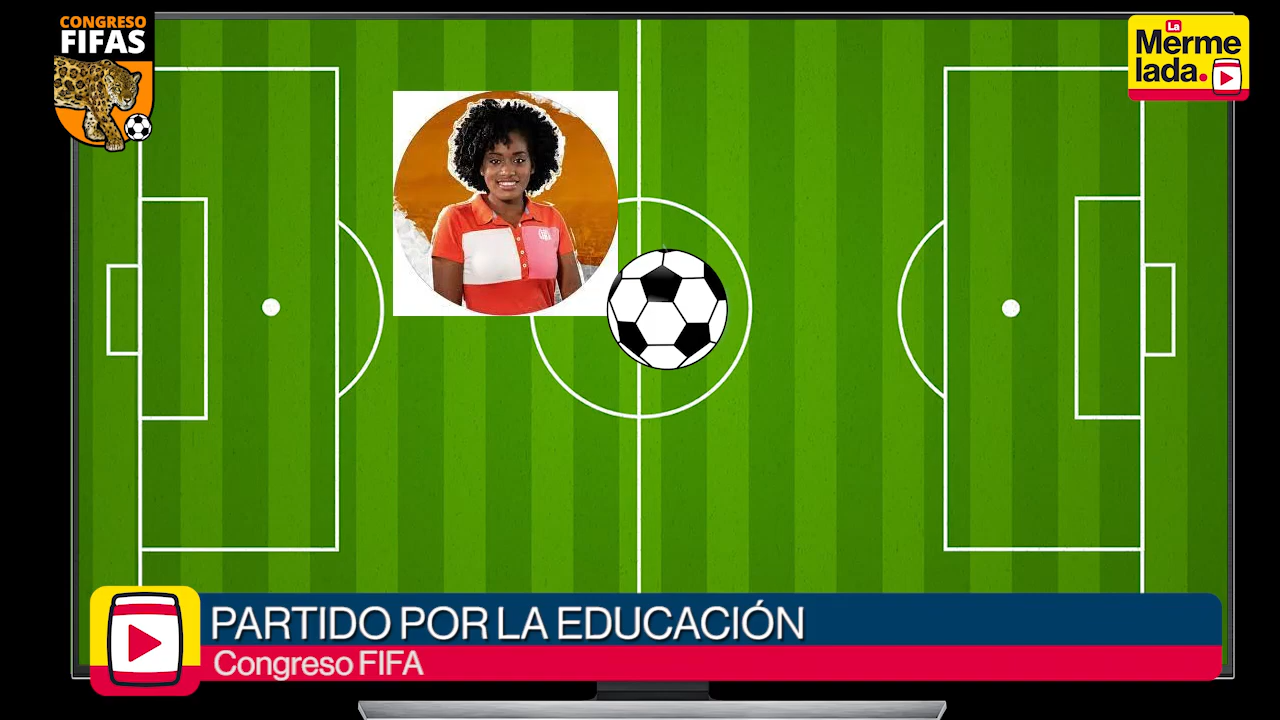 CONGRESO
FIFAS
La
Merme
lada.
PARTIDO POR LA EDUCACIÓN
Congreso FIFA